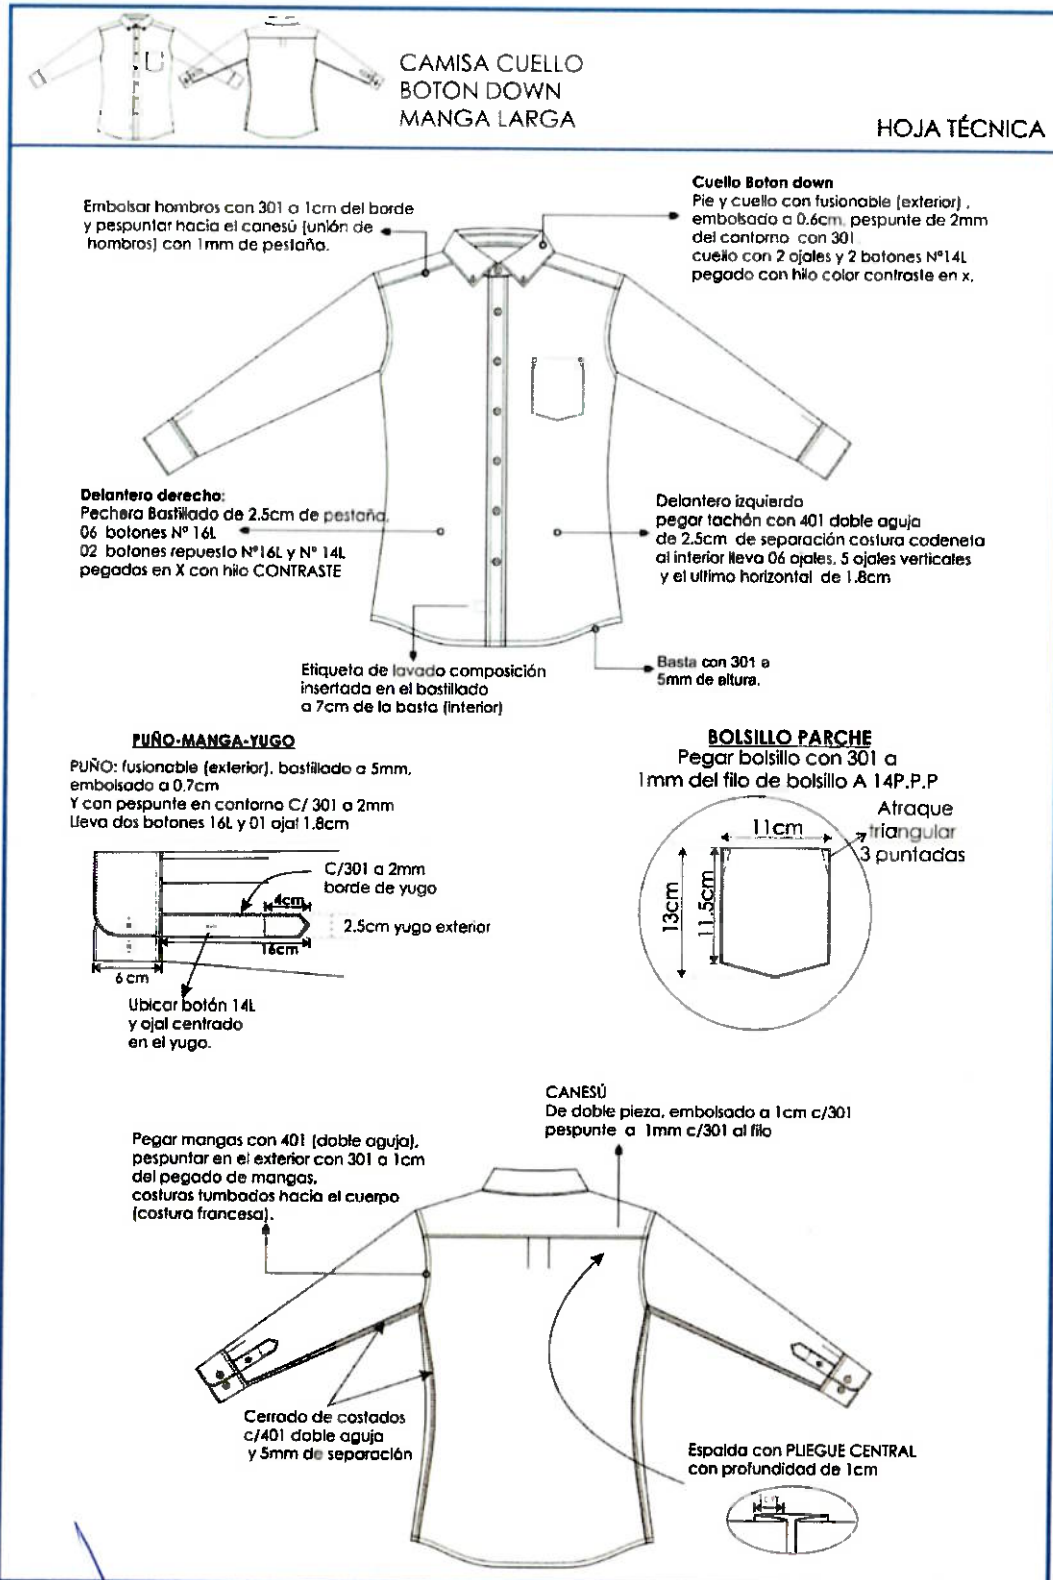 CAMISA CUELLO
BOTON DOWN
MANGA LARGA
HOJA TÉCNICA
Embolsar hombros con 301 a 1cm del borde
y pespuntar hacia el canesú (unión de
hombros) con 1mm de pestaña.
Cuello Boton down
Pie y cuello con fusionable (exterior) ,
embolsado a 0.6cm, pespunte de 2mm
del contorno con 301
cuello con 2 ojales y 2 botones N°14L
pegado con hilo color contraste en x.
Delantero derecho:
Pechera Bastillado de 2.5cm de pestaña.
06 botones N° 16L
02 botones repuesto N°16L y N° 14L
pegados en X con hilo CONTRASTE
Delantero izquierdo
pegar tachón con 401 doble aguja
de 2.5cm de separación costura cadeneta
al interior lleva 06 ojales. 5 ojales verticales
y el ultimo horizontal de 1.8cm
Etiqueta de lavado composición
insertada en el bastillado
a 7cm de la basta (interior)
Basta con 301 a
5mm de altura.
PUÑO-MANGA-YUGO
PUÑO: fusionable (exterior). bastillado a 5mm,
embolsado a 0.7cm
Y con pespunte en contorno C/ 301 a 2mm
Lleva dos botones 16L y 01 ojal 1.8cm
C/301 a 2mm
borde de yugo
4cm
2.5cm yugo exterior
16cm
6 cm
Ubicar botón 14L
y ojal centrado
en el yugo.
BOLSILLO PARCHE
Pegar bolsillo con 301 a
1mm del filo de bolsillo A 14P.P.P
Atraque
triangular
3 puntadas
11cm
13cm
11.5cm
CANESÚ
De doble pieza, embolsado a 1cm c/301
pespunte a 1mm c/301 al filo
Pegar mangas con 401 (doble aguja),
pespuntar en el exterior con 301 a 1cm
del pegado de mangas,
costuras tumbados hacia el cuerpo
(costura francesa).
Cerrado de costados
c/401 doble aguja
y 5mm de separación
Espalda con PLIEGUE CENTRAL
con profundidad de 1cm
1cm